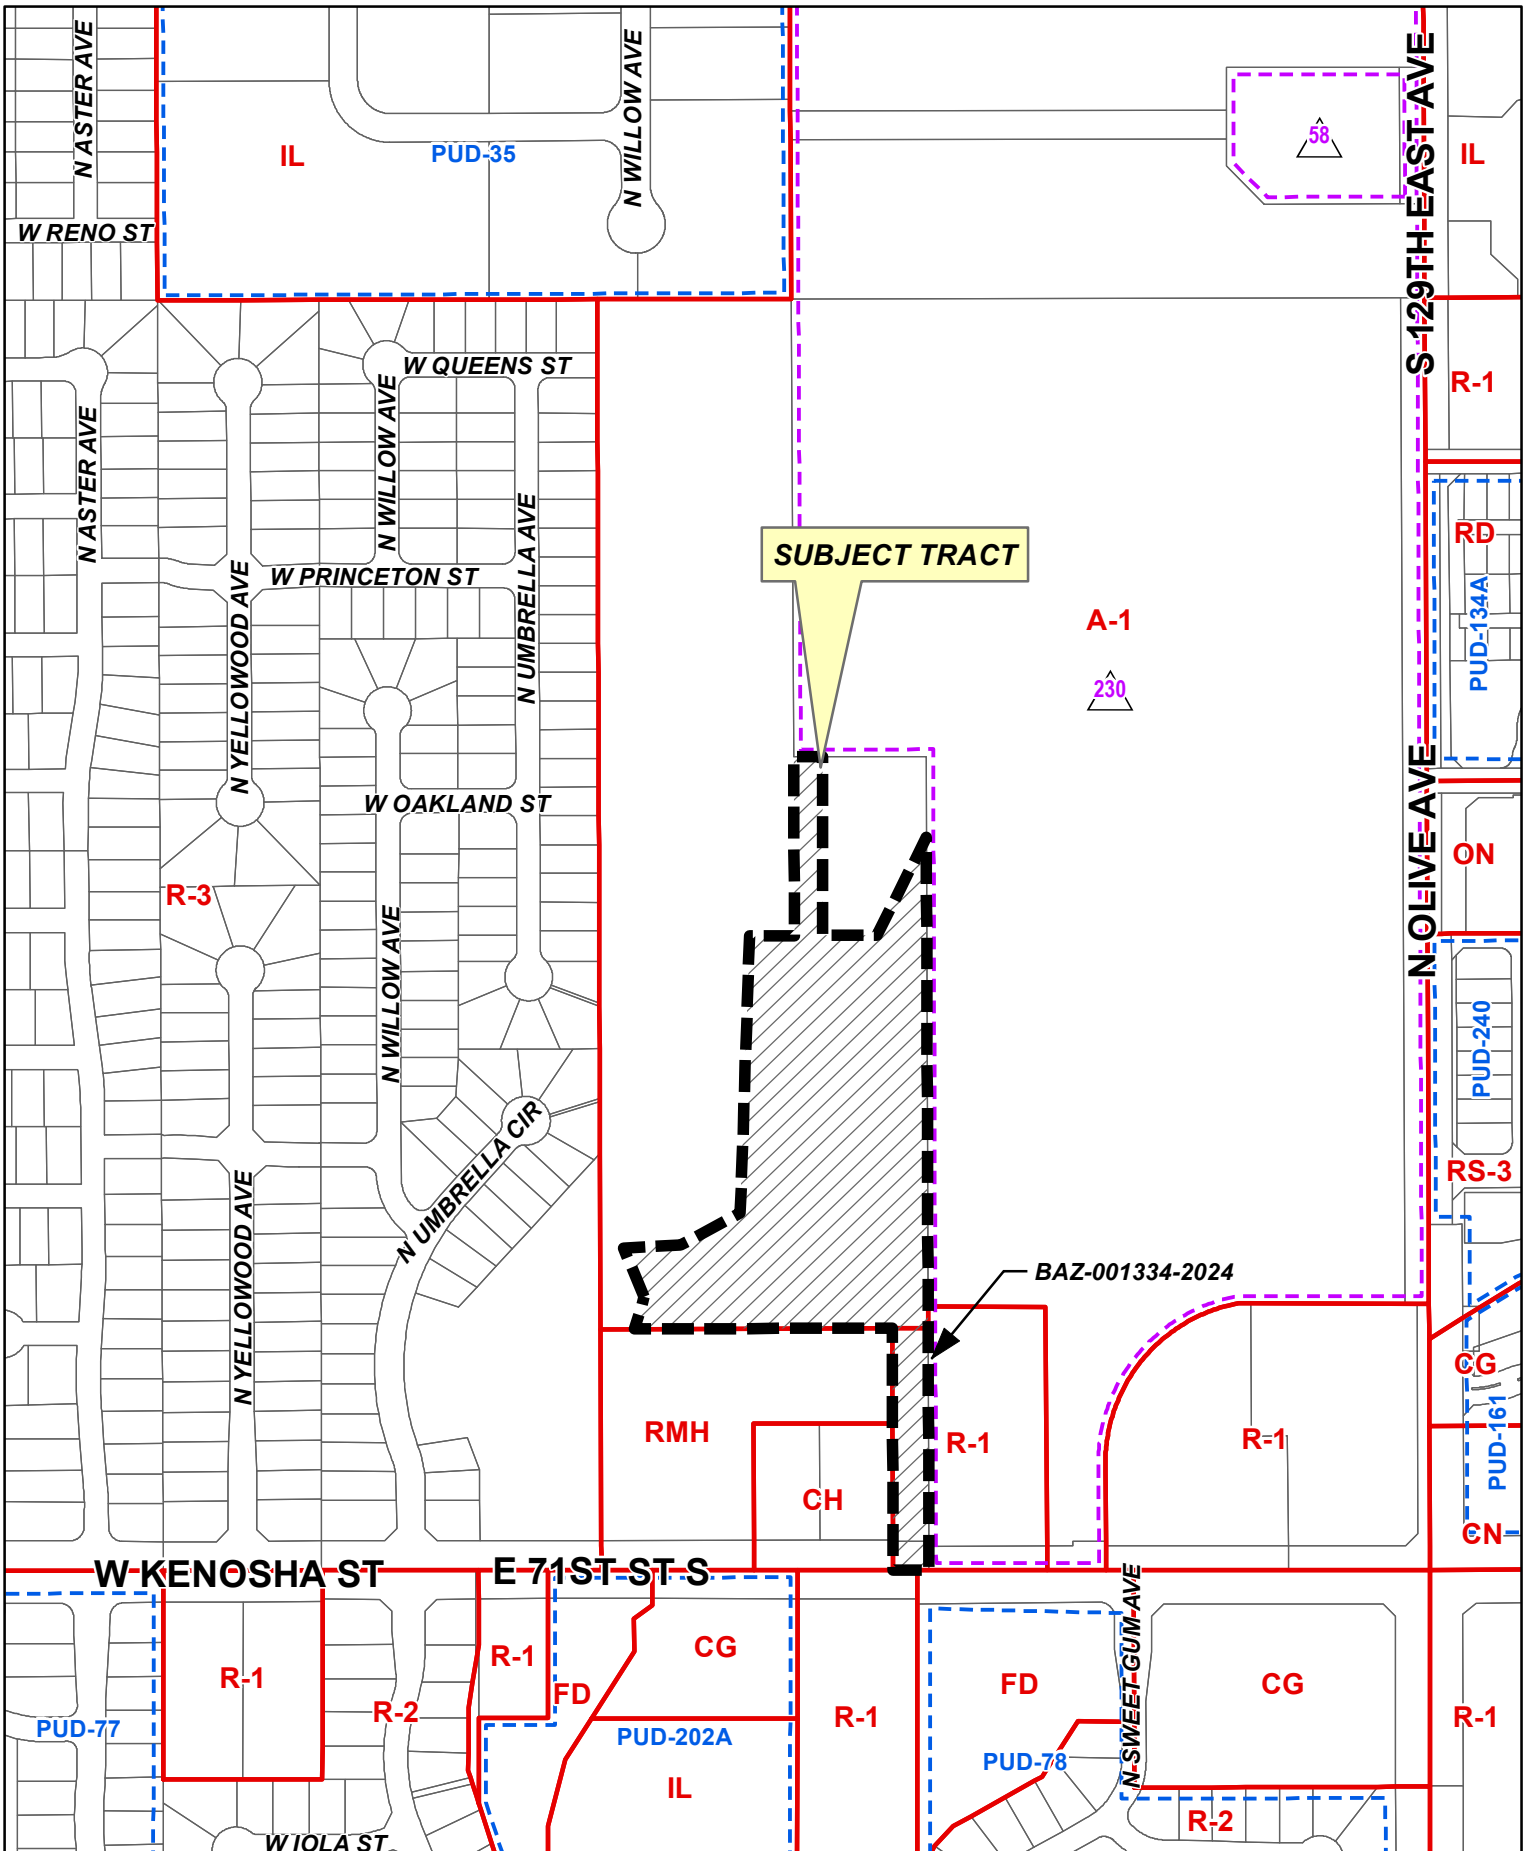 N ASTER AVE
N WILLOW AVE
S 129TH EAST AVE
58
IL
PUD-35
IL
W RENO ST
W QUEENS ST
R-1
N ASTER AVE
N WILLOW AVE
N UMBRELLA AVE
RD
SUBJECT TRACT
W PRINCETON ST
N YELLOWOOD AVE
A-1
PUD-134A
230
W OAKLAND ST
N OLIVE AVE
ON
R-3
N WILLOW AVE
PUD-240
N UMBRELLA CIR
RS-3
N YELLOWOOD AVE
BAZ-001334-2024
CG
RMH
R-1
R-1
PUD-161
CH
CN
W KENOSHA ST
E 71ST ST S
N SWEET GUM AVE
R-1
CG
R-1
FD
FD
CG
R-2
R-1
R-1
PUD-77
PUD-202A
PUD-78
IL
R-2
W IOLA ST